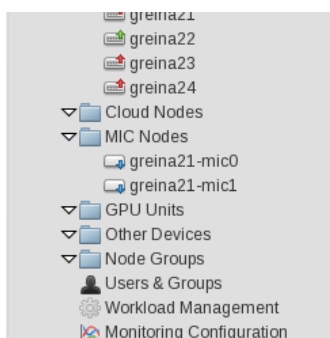 greina21
greina22
greina23
greina24
Cloud Nodes
MIC Nodes
greina21-mic0
greina21-mic1
GPU Units
Other Devices
Node Groups
Users & Groups
Workload Management
Monitoring Configuration